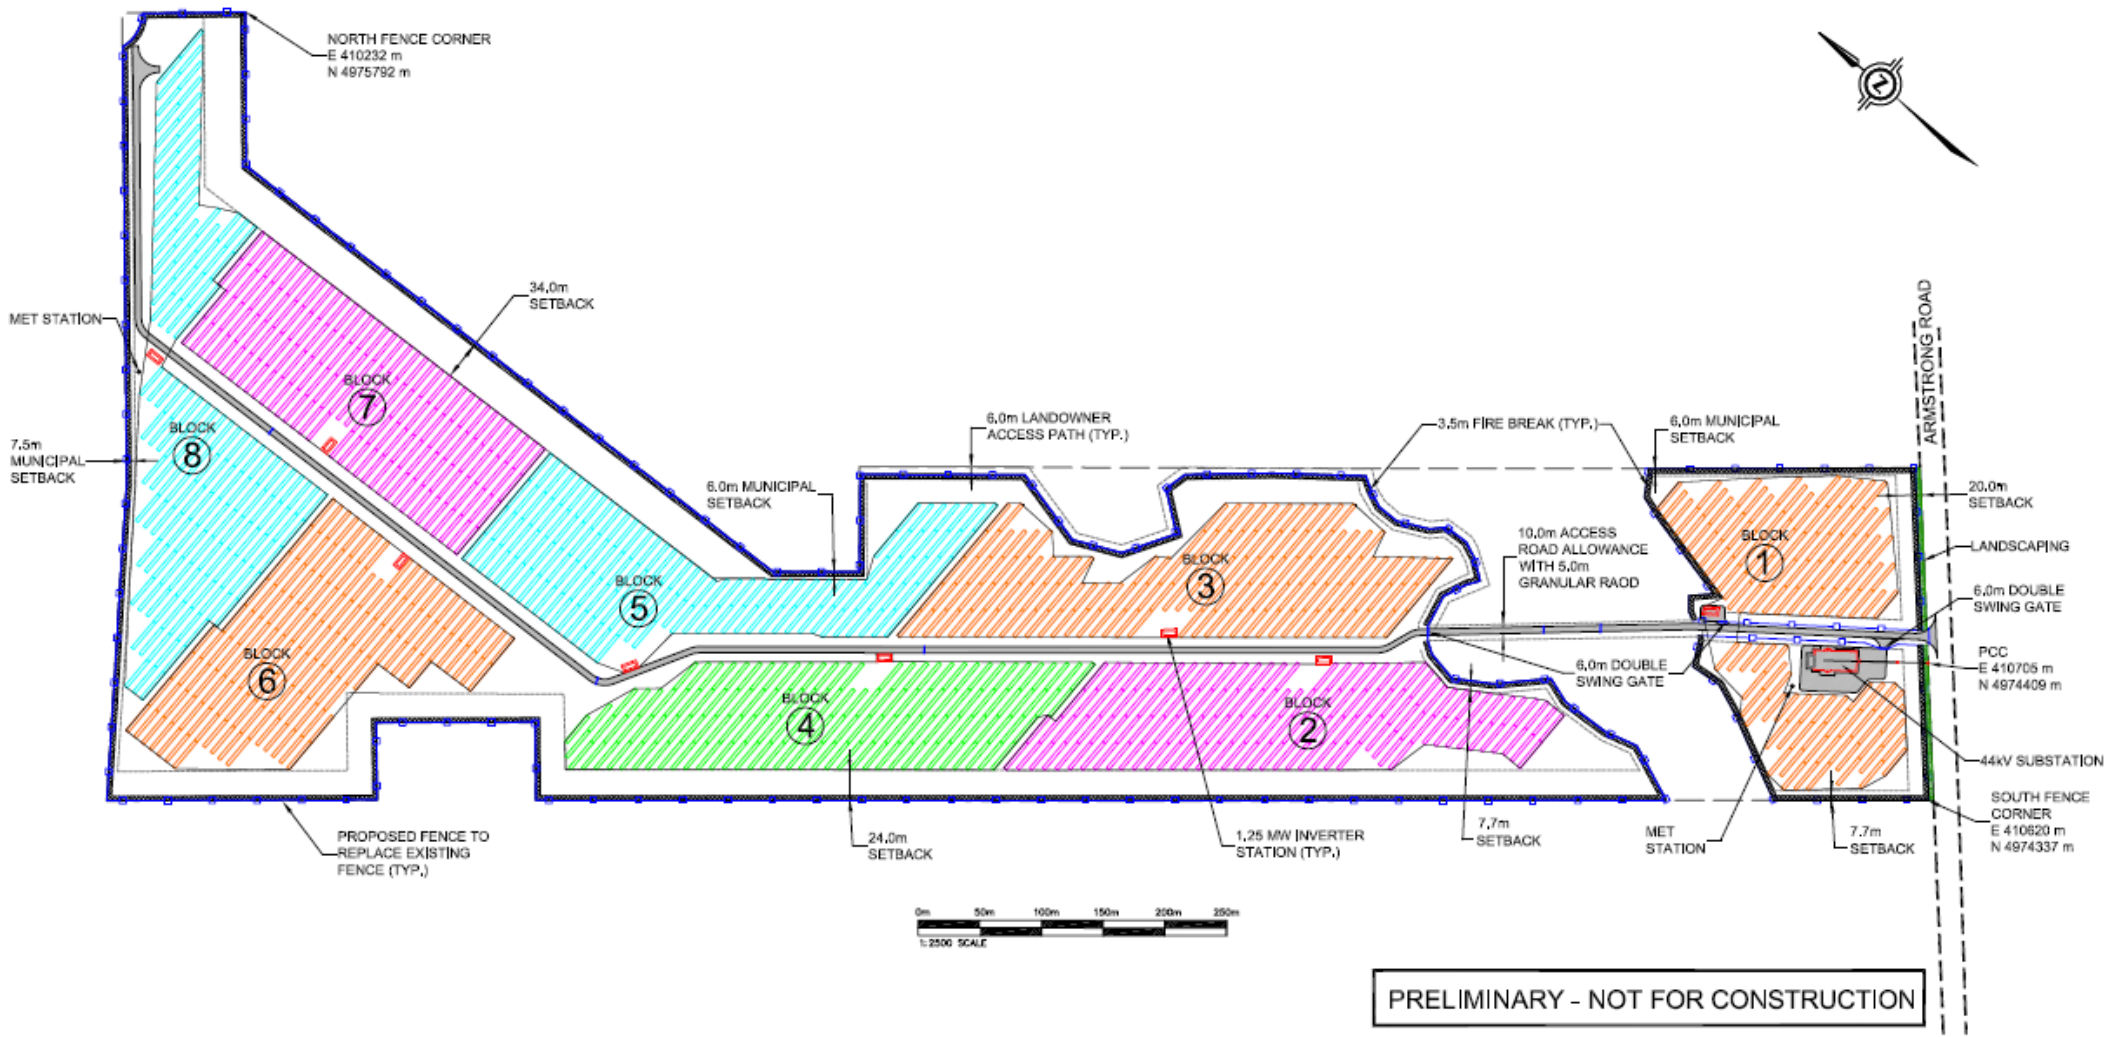 NORTH FENCE CORNER
E 410232 m
N 4975792 m
Z
34.0m
SETBACK
MET STATION
BLOCK
7
BLOCK
8
7.5m
MUNICIPAL
SETBACK
6.0m LANDOWNER
ACCESS PATH (TYP.)
3.5m FIRE BREAK (TYP.)
6.0m MUNICIPAL
SETBACK
ARMSTRONG ROAD
6.0m MUNICIPAL
SETBACK
20.0m
SETBACK
10.0m ACCESS
ROAD ALLOWANCE
WITH 5.0m
GRANULAR RAOD
BLOCK
1
LANDSCAPING
BLOCK
3
BLOCK
5
6.0m DOUBLE
SWING GATE
BLOCK
6
6.0m DOUBLE
SWING GATE
PCC
E 410705 m
N 4974409 m
BLOCK
4
BLOCK
2
44kV SUBSTATION
SOUTH FENCE
CORNER
E 410620 m
N 4974337 m
PROPOSED FENCE TO
REPLACE EXISTING
FENCE (TYP.)
24.0m
SETBACK
1.25 MW INVERTER
STATION (TYP.)
7.7m
SETBACK
MET
STATION
7.7m
SETBACK
0m 50m 100m 150m 200m 250m
1: 2500 SCALE
PRELIMINARY - NOT FOR CONSTRUCTION